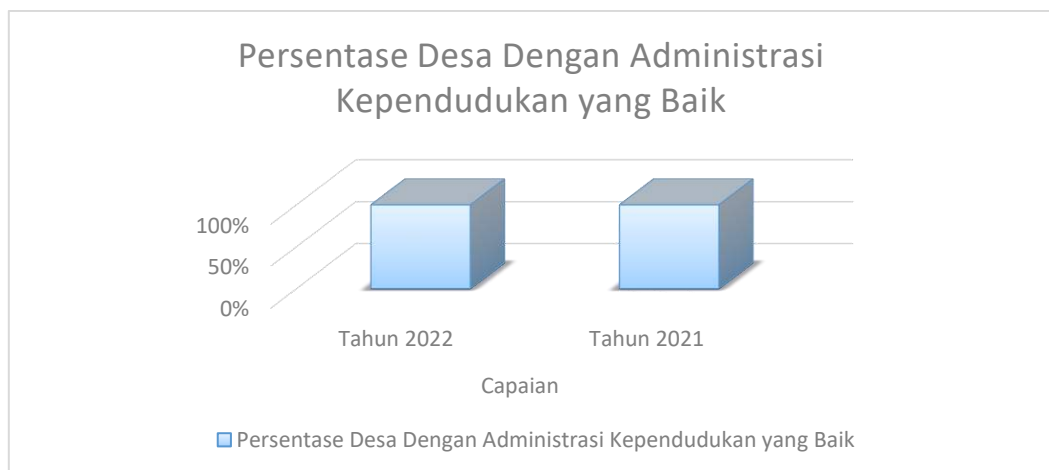 Persentase Desa Dengan Administrasi
Kependudukan yang Baik
100%
50%
0%
Tahun 2022 Tahun 2021
Capaian
Persentase Desa Dengan Administrasi Kependudukan yang Baik